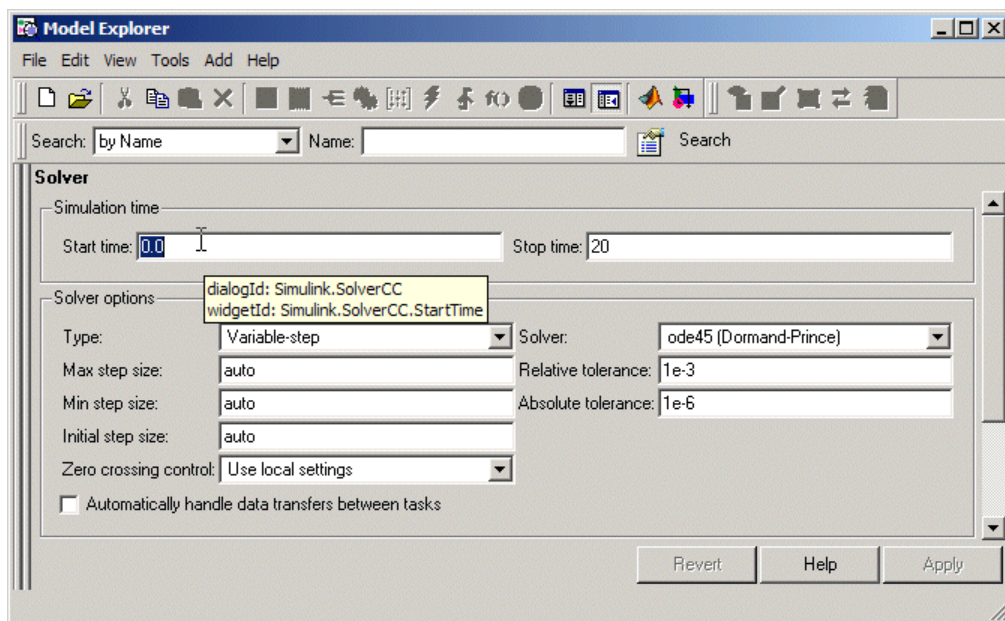 Model Explorer
File Edit View Tools Add Help
Search: by Name Name: Search
Solver
Simulation time
Start time: 0.0 Stop time: 20
dialogId: Simulink.SolverCC
widgetId: Simulink.SolverCC.StartTime
Solver options
Type: Variable-step Solver: ode45 (Dormand-Prince)
Max step size: auto Relative tolerance: 1e-3
Min step size: auto Absolute tolerance: 1e-6
Initial step size: auto
Zero crossing control: Use local settings
Automatically handle data transfers between tasks
Revert Help Apply